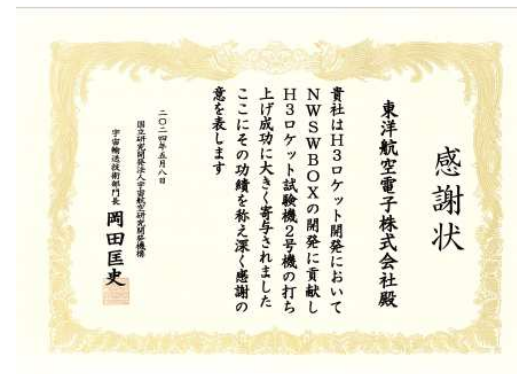 感謝状
東洋航空電子株式会社殿
貴社はH3ロケット開発において
NWSWBOXの開発に貢献し
H3ロケット試験機2号機の打ち
上げ成功に大きく寄与されました
ここにその功績を称え深く感謝の
意を表します
二〇二四年五月八日
国立研究開発法人宇宙航空研究開発機構
宇宙輸送技術部門長 岡田匡史